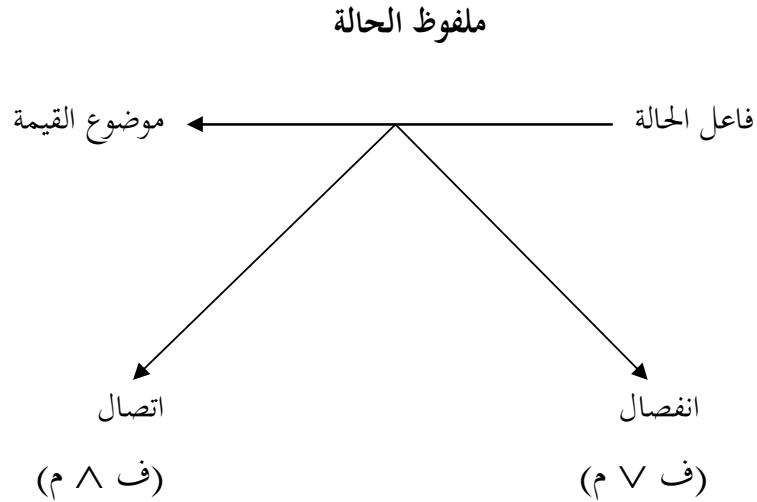 ملفوظ الحالة
فاعل الحالة
موضوع القيمة
انفصال
اتصال
(ف ∨ م)
(ف ∧ م)